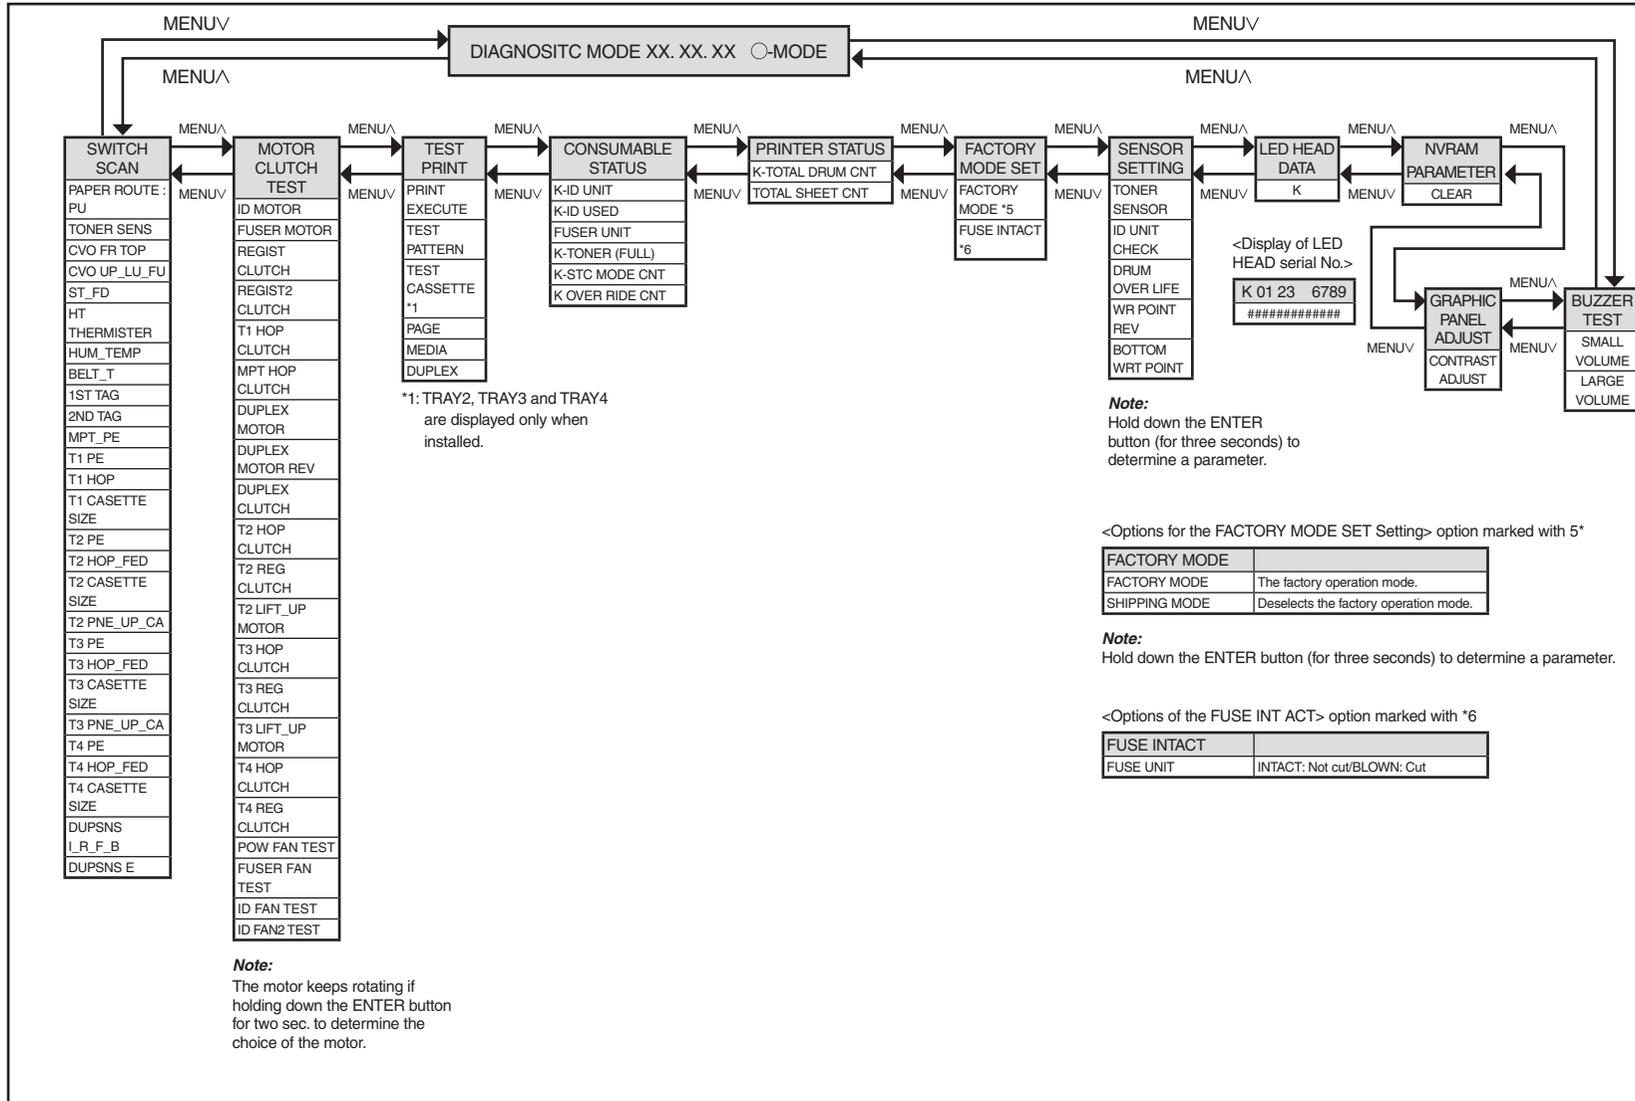 MENU∨
MENU∨
DIAGNOSITC MODE XX. XX. XX ○-MODE
MENU∧
MENU∧
MENU∧
MENU∧
MENU∧
MENU∧
MENU∧
MENU∧
MENU∧
MENU∧
MENU∧
MENU∨
MENU∨
MENU∨
MENU∨
MENU∨
MENU∨
MENU∨
MENU∨
SWITCH
SCAN
PAPER ROUTE :
PU
TONER SENS
CVO FR TOP
CVO UP_LU_FU
ST_FD
HT
THERMISTER
HUM_TEMP
BELT_T
1ST TAG
2ND TAG
MPT_PE
T1 PE
T1 HOP
T1 CASETTE
SIZE
T2 PE
T2 HOP_FED
T2 CASETTE
SIZE
T2 PNE_UP_CA
T3 PE
T3 HOP_FED
T3 CASETTE
SIZE
T3 PNE_UP_CA
T4 PE
T4 HOP_FED
T4 CASETTE
SIZE
DUPSNS
I_R_F_B
DUPSNS E
MOTOR
CLUTCH
TEST
ID MOTOR
FUSER MOTOR
REGIST
CLUTCH
REGIST2
CLUTCH
T1 HOP
CLUTCH
MPT HOP
CLUTCH
DUPLEX
MOTOR
DUPLEX
MOTOR REV
DUPLEX
CLUTCH
T2 HOP
CLUTCH
T2 REG
CLUTCH
T2 LIFT_UP
MOTOR
T3 HOP
CLUTCH
T3 REG
CLUTCH
T3 LIFT_UP
MOTOR
T4 HOP
CLUTCH
T4 REG
CLUTCH
POW FAN TEST
FUSER FAN
TEST
ID FAN TEST
ID FAN2 TEST
Note:
The motor keeps rotating if
holding down the ENTER button
for two sec. to determine the
choice of the motor.
TEST
PRINT
PRINT
EXECUTE
TEST
PATTERN
TEST
CASSETTE
*1
PAGE
MEDIA
DUPLEX
*1: TRAY2, TRAY3 and TRAY4
are displayed only when
installed.
CONSUMABLE
STATUS
K-ID UNIT
K-ID USED
FUSER UNIT
K-TONER (FULL)
K-STC MODE CNT
K OVER RIDE CNT
PRINTER STATUS
K-TOTAL DRUM CNT
TOTAL SHEET CNT
FACTORY
MODE SET
FACTORY
MODE *5
FUSE INTACT
*6
SENSOR
SETTING
TONER
SENSOR
ID UNIT
CHECK
DRUM
OVER LIFE
WR POINT
REV
BOTTOM
WRT POINT
Note:
Hold down the ENTER
button (for three seconds) to
determine a parameter.
LED HEAD
DATA
K
<Display of LED
HEAD serial No.>
K 01 23 6789
#############
NVRAM
PARAMETER
CLEAR
GRAPHIC
PANEL
ADJUST
CONTRAST
ADJUST
MENU∧
MENU∨
MENU∨
BUZZER
TEST
SMALL
VOLUME
LARGE
VOLUME
<Options for the FACTORY MODE SET Setting> option marked with 5*
FACTORY MODE
FACTORY MODE The factory operation mode.
SHIPPING MODE Deselects the factory operation mode.
Note:
Hold down the ENTER button (for three seconds) to determine a parameter.
<Options of the FUSE INT ACT> option marked with *6
FUSE INTACT
FUSE UNIT INTACT: Not cut/BLOWN: Cut